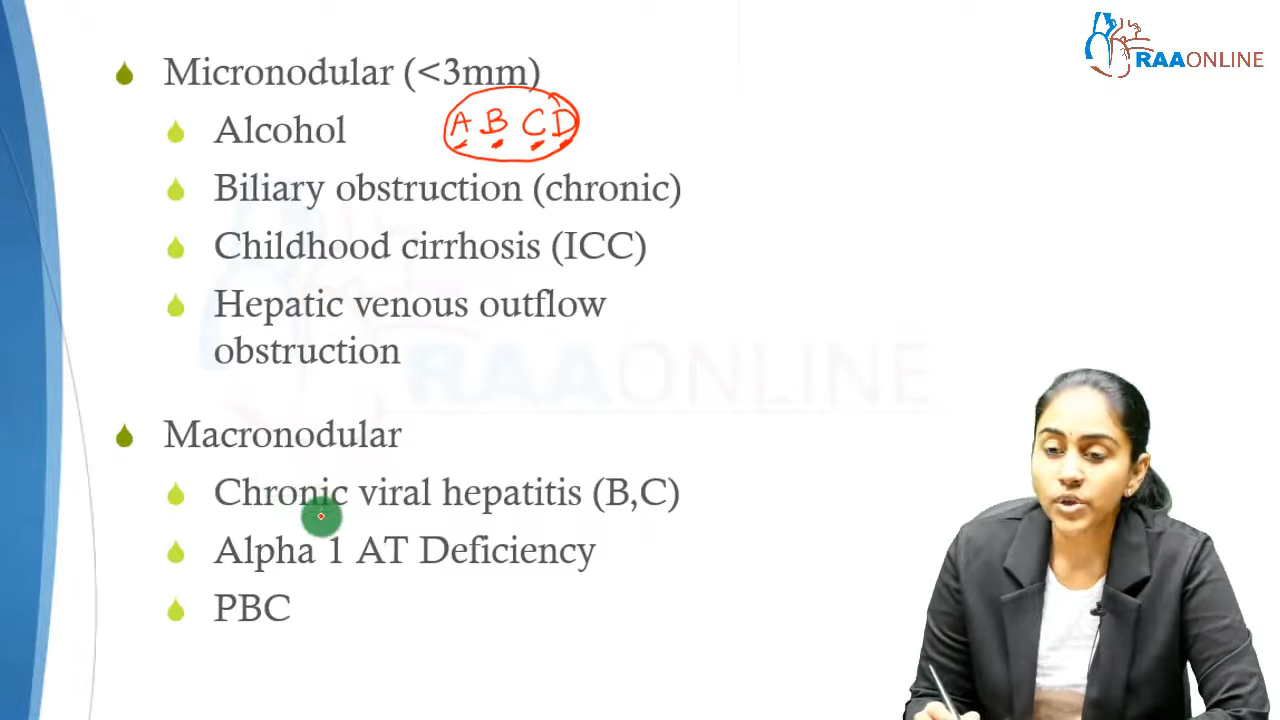 RAAONLINE
Micronodular (<3mm)
A B C D
Alcohol
Biliary obstruction (chronic)
Childhood cirrhosis (ICC)
Hepatic venous outflow
obstruction
RAAONLINE
Macronodular
Chronic viral hepatitis (B,C)
Alpha 1 AT Deficiency
PBC